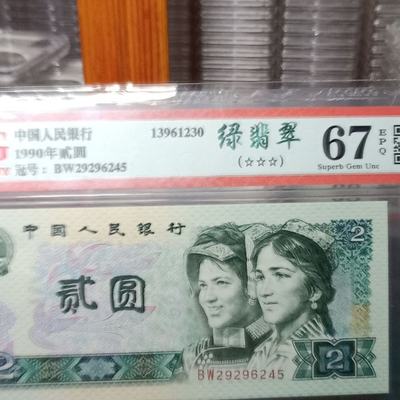 中国人民银行 13961230 绿翡翠 67 EPQ
1990年贰圆 (☆☆☆) Superb Gem Unc
冠号: BW29296245
中国人民银行 2
贰圆
BW29296245 2